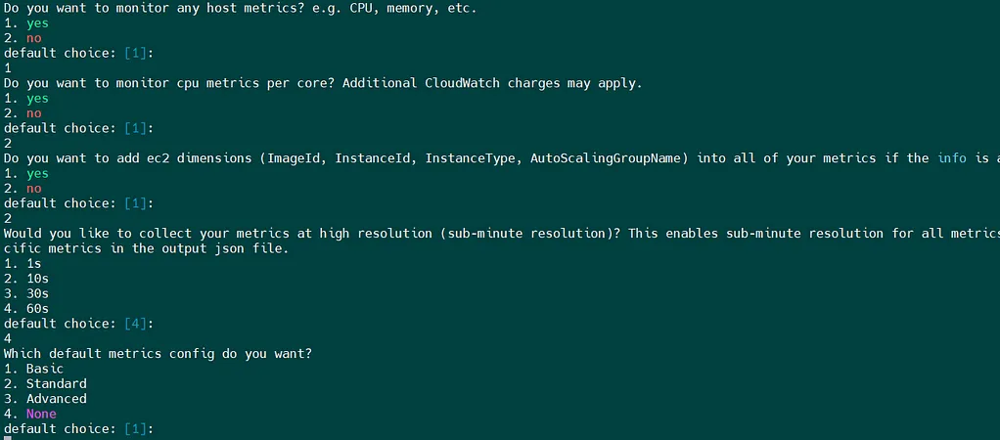 Do you want to monitor any host metrics? e.g. CPU, memory, etc.
1. yes
2. no
default choice: [1]:
1
Do you want to monitor cpu metrics per core? Additional CloudWatch charges may apply.
1. yes
2. no
default choice: [1]:
2
Do you want to add ec2 dimensions (ImageId, InstanceId, InstanceType, AutoScalingGroupName) into all of your metrics if the info is a
1. yes
2. no
default choice: [1]:
2
Would you like to collect your metrics at high resolution (sub-minute resolution)? This enables sub-minute resolution for all metrics
cific metrics in the output json file.
1. 1s
2. 10s
3. 30s
4. 60s
default choice: [4]:
4
Which default metrics config do you want?
1. Basic
2. Standard
3. Advanced
4. None
default choice: [1]: